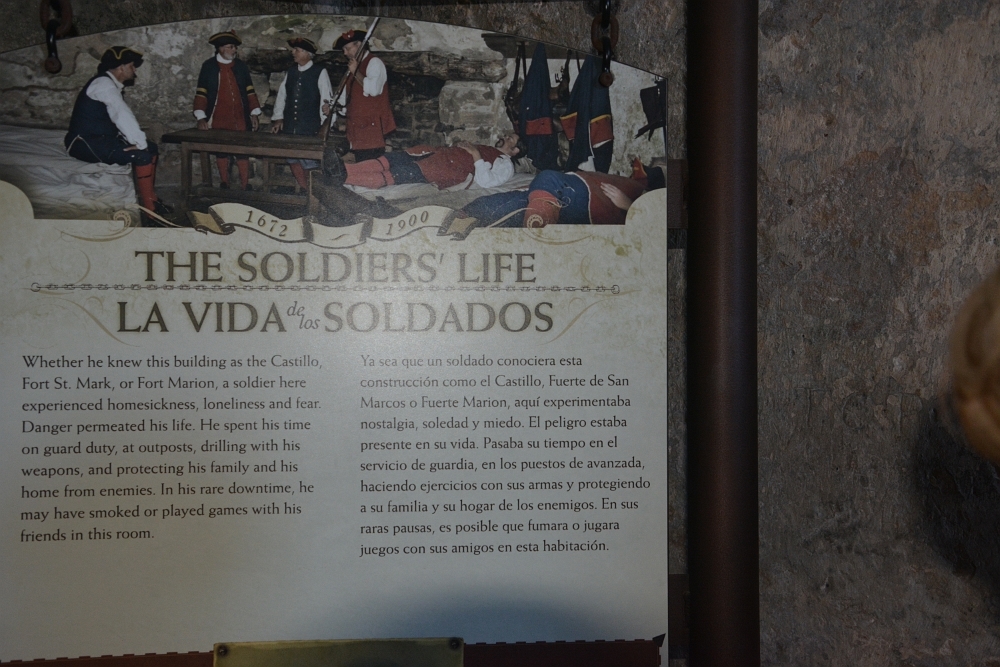 1672 1900
THE SOLDIERS' LIFE
LA VIDA de los SOLDADOS
Whether he knew this building as the Castillo,
Fort St. Mark, or Fort Marion, a soldier here
experienced homesickness, loneliness and fear.
Danger permeated his life. He spent his time
on guard duty, at outposts, drilling with his
weapons, and protecting his family and his
home from enemies. In his rare downtime, he
may have smoked or played games with his
friends in this room.
Ya sea que un soldado conociera esta
construcción como el Castillo, Fuerte de San
Marcos o Fuerte Marion, aquí experimentaba
nostalgia, soledad y miedo. El peligro estaba
presente en su vida. Pasaba su tiempo en el
servicio de guardia, en los puestos de avanzada,
haciendo ejercicios con sus armas y protegiendo
a su familia y su hogar de los enemigos. En sus
raras pausas, es posible que fumara o jugara
juegos con sus amigos en esta habitación.